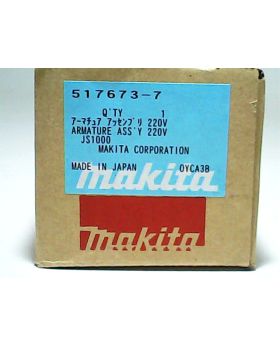 517673-7
Q'TY 1
アーマチュア アッセンブリ 220V
ARMATURE ASS'Y 220V
JS1000
MAKITA CORPORATION
MADE IN JAPAN 0YCA3B
makita
makita